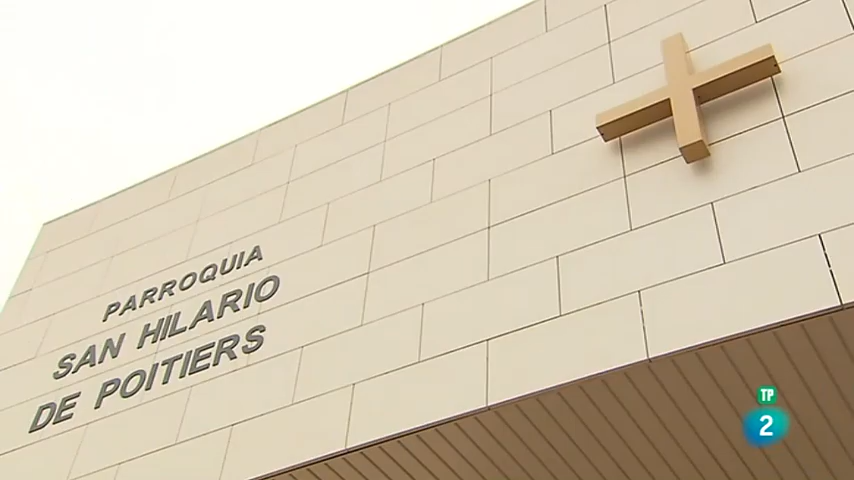 PARROQUIA
SAN HILARIO
DE POITIERS
TP
2